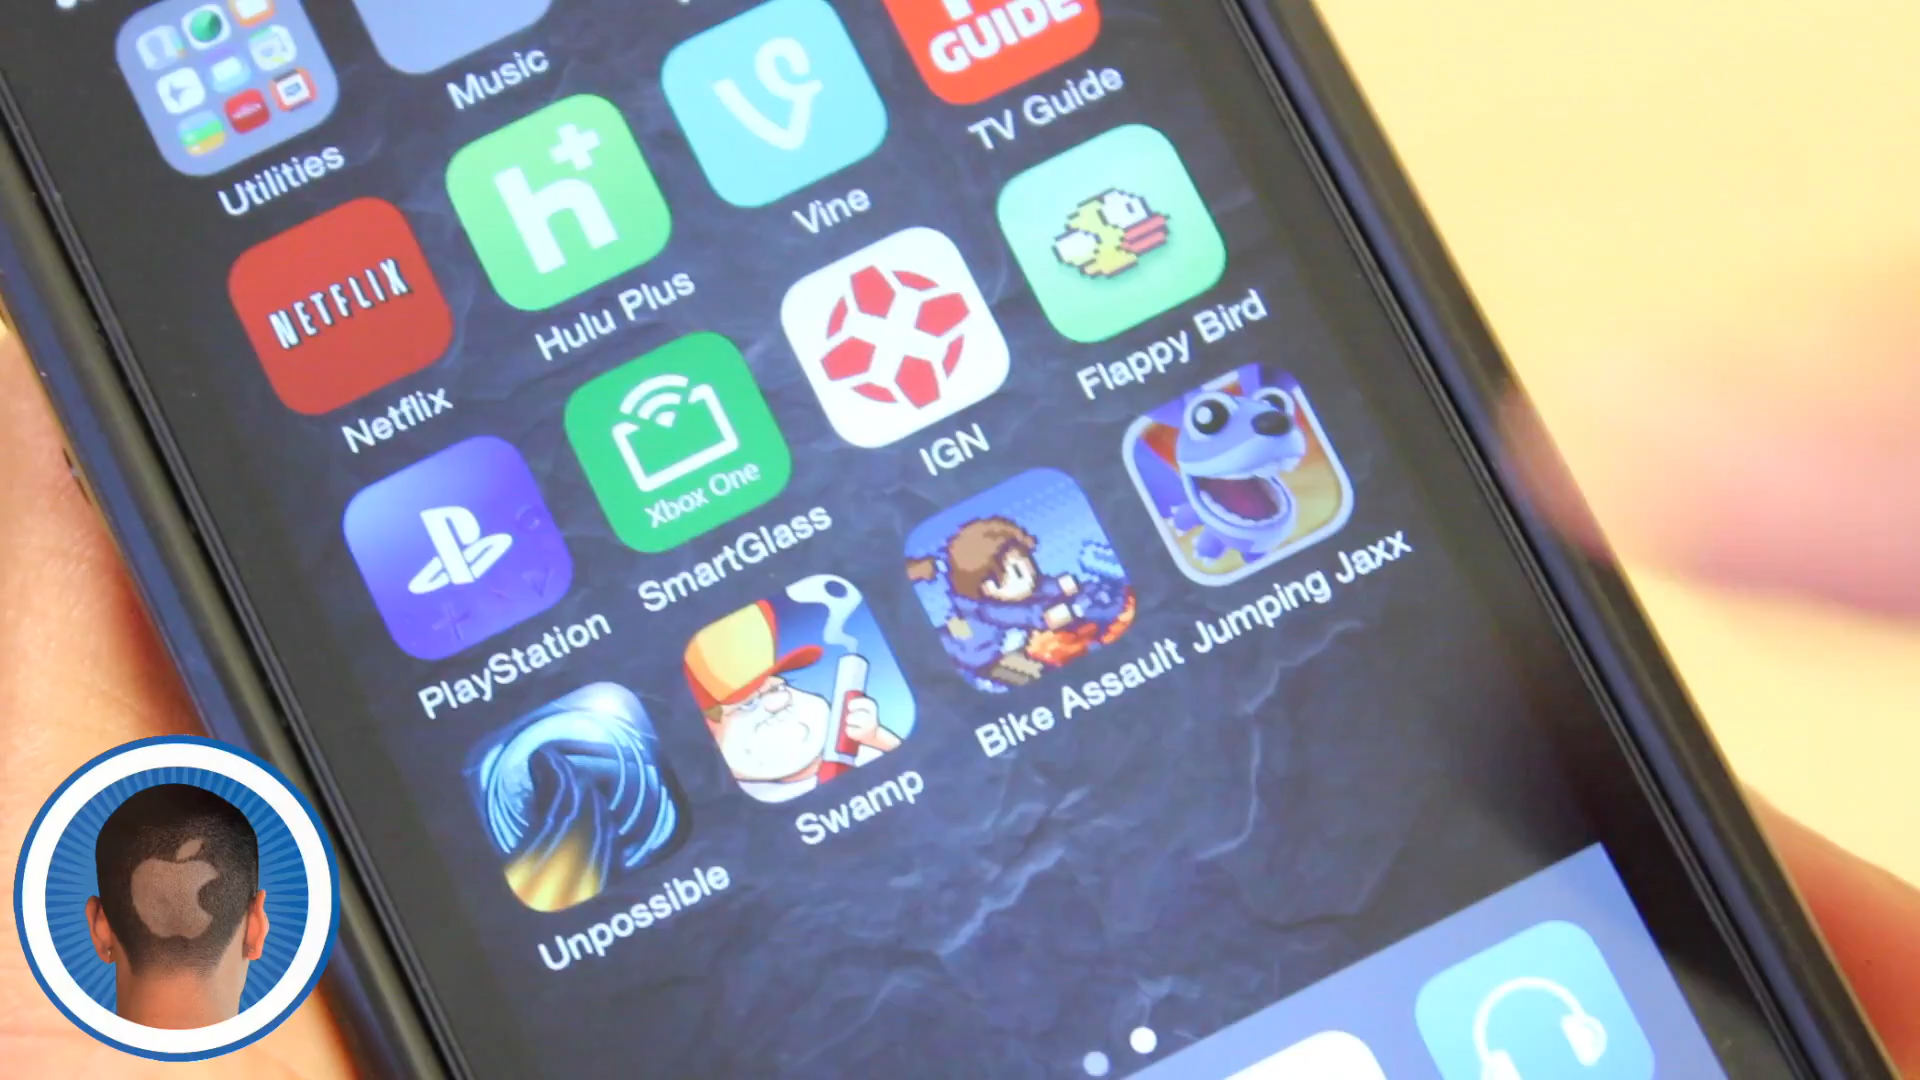 GUIDE
Utilities
Music
Vine
TV Guide
NETFLIX
h+
Netflix
Hulu Plus
IGN
Flappy Bird
Xbox One
PlayStation
SmartGlass
Bike Assault
Jumping Jaxx
Unpossible
Swamp